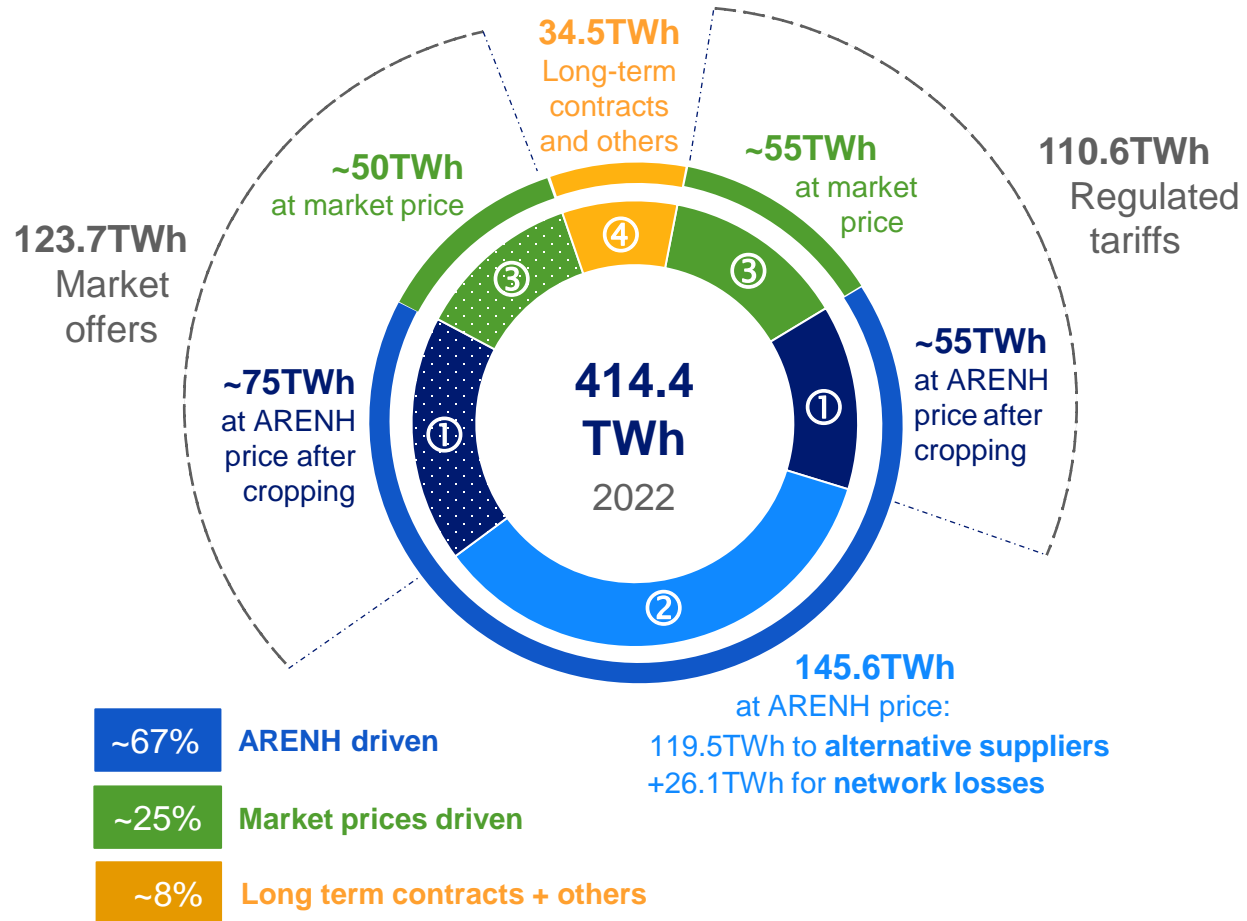 34.5TWh
Long-term
contracts
and others
~50TWh
at market price
~55TWh
at market
price
110.6TWh
Regulated
tariffs
123.7TWh
Market
offers
④
③
③
~75TWh
at ARENH
price after
cropping
①
414.4
TWh
2022
①
~55TWh
at ARENH
price after
cropping
②
145.6TWh
at ARENH price:
119.5TWh to alternative suppliers
+26.1TWh for network losses
~67% ARENH driven
~25% Market prices driven
~8% Long term contracts + others